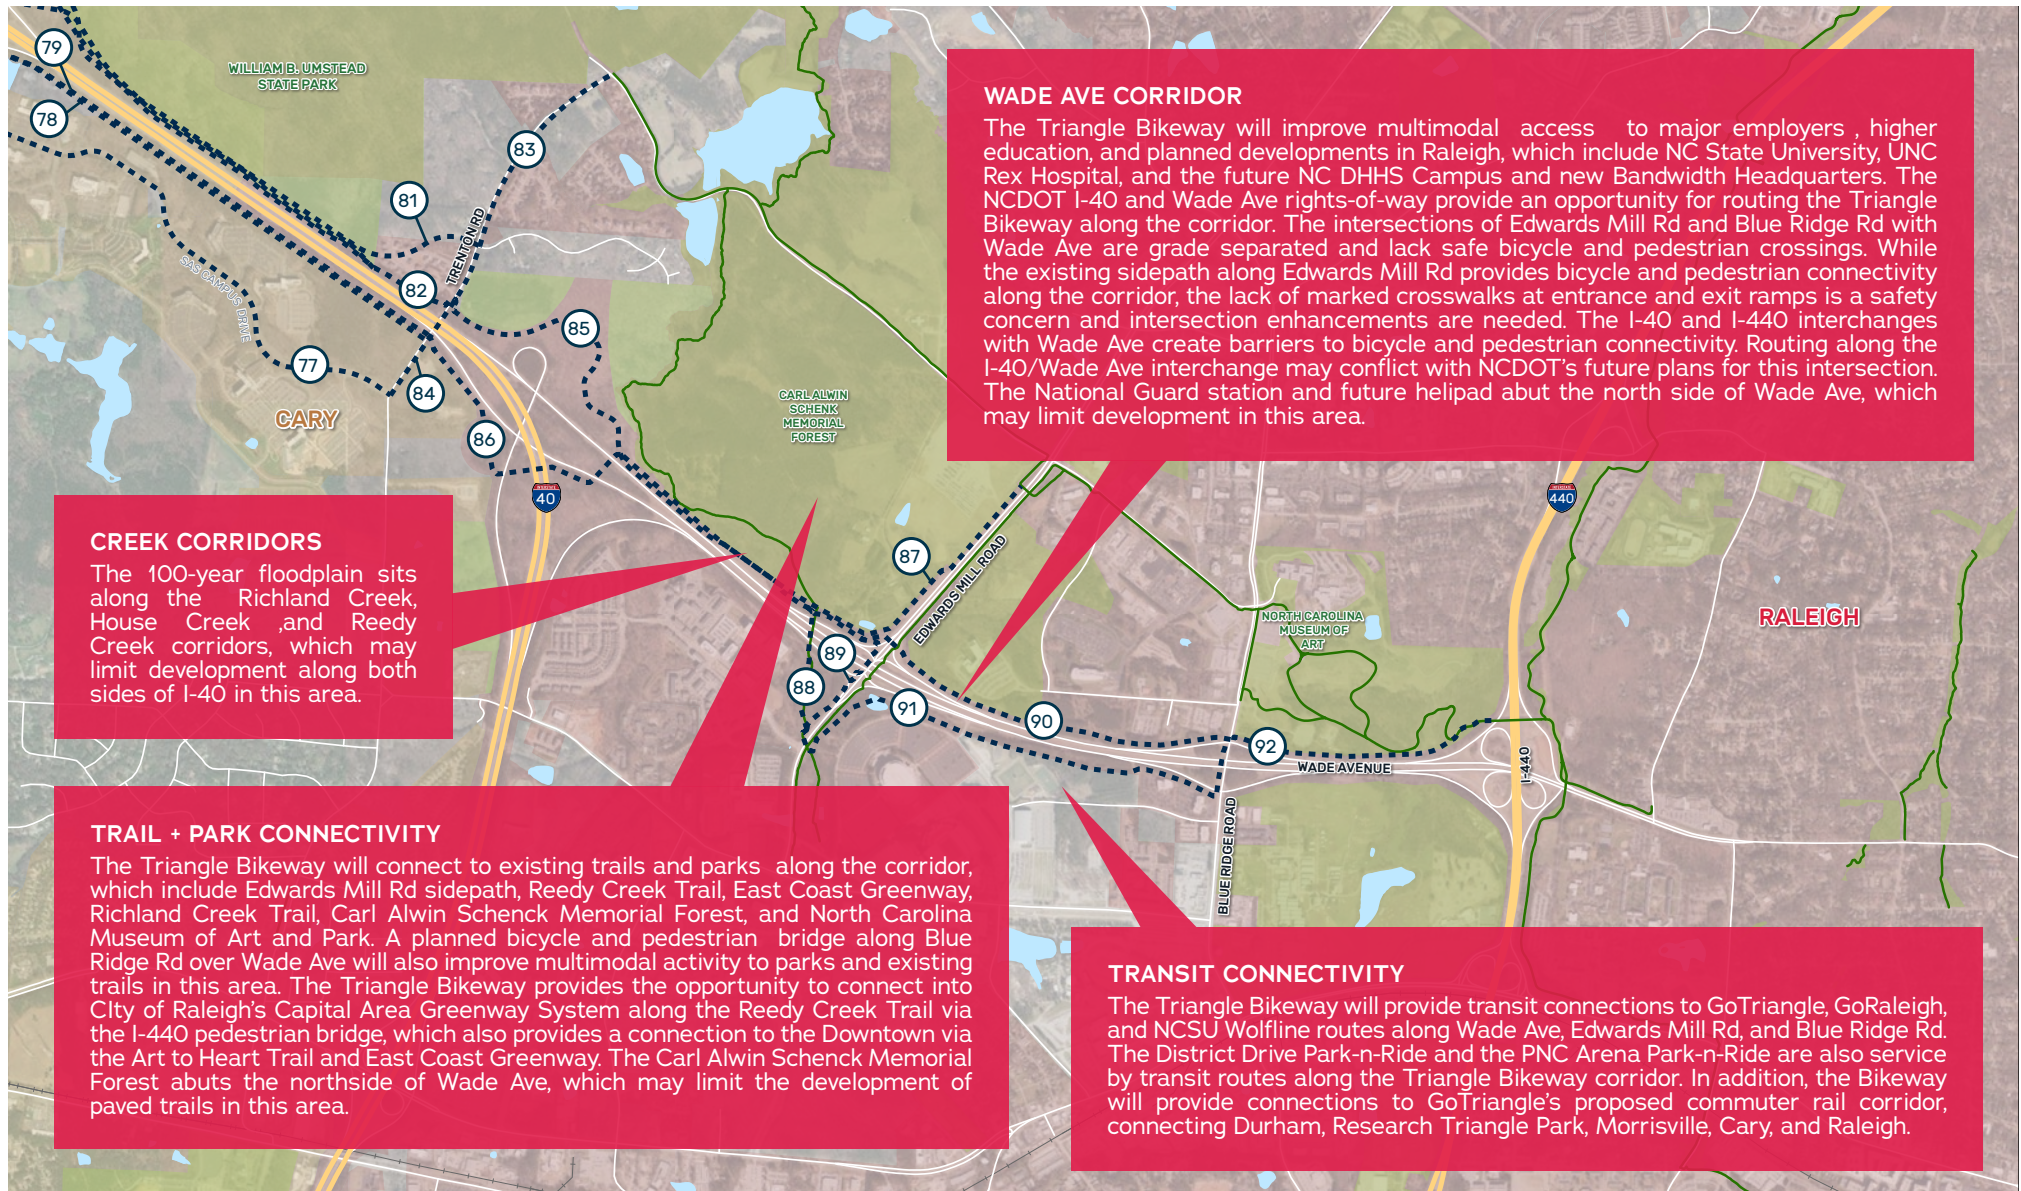 79
78
WILLIAM B. UMSTEAD
STATE PARK
83
81
TRENTON RD
82
85
SAS CAMPUS DRIVE
77
84
CARY
86
CARL ALWIN
SCHENK
MEMORIAL
FOREST
INTERSTATE
40
WADE AVE CORRIDOR
The Triangle Bikeway will improve multimodal access to major employers , higher
education, and planned developments in Raleigh, which include NC State University, UNC
Rex Hospital, and the future NC DHHS Campus and new Bandwidth Headquarters. The
NCDOT I-40 and Wade Ave rights-of-way provide an opportunity for routing the Triangle
Bikeway along the corridor. The intersections of Edwards Mill Rd and Blue Ridge Rd with
Wade Ave are grade separated and lack safe bicycle and pedestrian crossings. While
the existing sidepath along Edwards Mill Rd provides bicycle and pedestrian connectivity
along the corridor, the lack of marked crosswalks at entrance and exit ramps is a safety
concern and intersection enhancements are needed. The I-40 and I-440 interchanges
with Wade Ave create barriers to bicycle and pedestrian connectivity. Routing along the
I-40/Wade Ave interchange may conflict with NCDOT's future plans for this intersection.
The National Guard station and future helipad abut the north side of Wade Ave, which
may limit development in this area.
INTERSTATE
440
CREEK CORRIDORS
The 100-year floodplain sits
along the Richland Creek,
House Creek ,and Reedy
Creek corridors, which may
limit development along both
sides of I-40 in this area.
87
EDWARDS MILL ROAD
NORTH CAROLINA
MUSEUM OF
ART
RALEIGH
89
88
91
90
92
WADE AVENUE
I-440
BLUE RIDGE ROAD
TRAIL + PARK CONNECTIVITY
The Triangle Bikeway will connect to existing trails and parks along the corridor,
which include Edwards Mill Rd sidepath, Reedy Creek Trail, East Coast Greenway,
Richland Creek Trail, Carl Alwin Schenck Memorial Forest, and North Carolina
Museum of Art and Park. A planned bicycle and pedestrian bridge along Blue
Ridge Rd over Wade Ave will also improve multimodal activity to parks and existing
trails in this area. The Triangle Bikeway provides the opportunity to connect into
CIty of Raleigh's Capital Area Greenway System along the Reedy Creek Trail via
the I-440 pedestrian bridge, which also provides a connection to the Downtown via
the Art to Heart Trail and East Coast Greenway. The Carl Alwin Schenck Memorial
Forest abuts the northside of Wade Ave, which may limit the development of
paved trails in this area.
TRANSIT CONNECTIVITY
The Triangle Bikeway will provide transit connections to GoTriangle, GoRaleigh,
and NCSU Wolfline routes along Wade Ave, Edwards Mill Rd, and Blue Ridge Rd.
The District Drive Park-n-Ride and the PNC Arena Park-n-Ride are also service
by transit routes along the Triangle Bikeway corridor. In addition, the Bikeway
will provide connections to GoTriangle's proposed commuter rail corridor,
connecting Durham, Research Triangle Park, Morrisville, Cary, and Raleigh.